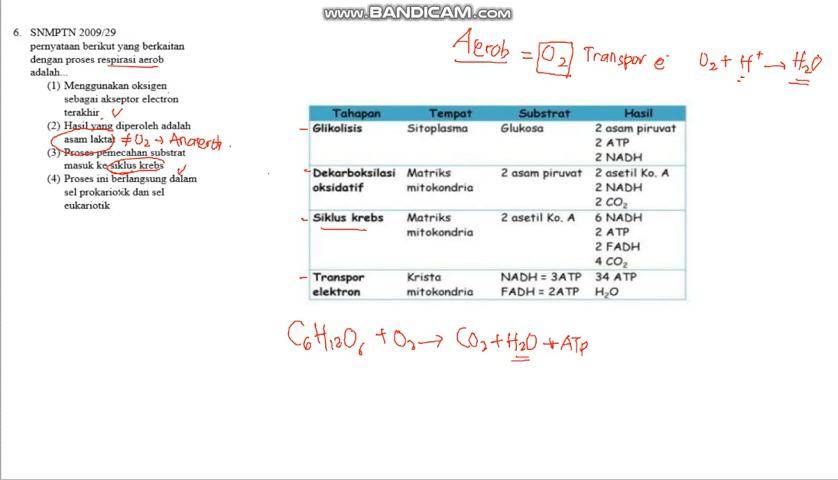 www.BANDICAM.com
6. SNMPTN 2009/29
pernyataan berikut yang berkaitan
dengan proses respirasi aerob
adalah...
(1) Menggunakan oksigen
sebagai akseptor electron
terakhir ✓
(2) Hasil yang diperoleh adalah
asam laktat ≠ O₂ → Anaerob
(3) Proses pemecahan substrat
masuk ke siklus krebs
(4) Proses ini berlangsung dalam ✓
sel prokariotik dan sel
eukariotik
Aerob = O₂ Transpor e⁻ O₂ + H⁺ → H₂O
Tahapan Tempat Substrat Hasil
Glikolisis Sitoplasma Glukosa 2 asam piruvat
2 ATP
2 NADH
Dekarboksilasi Matriks 2 asam piruvat 2 asetil Ko. A
oksidatif mitokondria 2 NADH
2 CO₂
Siklus krebs Matriks 2 asetil Ko. A 6 NADH
mitokondria 2 ATP
2 FADH
4 CO₂
Transpor Krista NADH = 3ATP 34 ATP
elektron mitokondria FADH = 2ATP H₂O
C₆H₁₂O₆ + O₂ → CO₂ + H₂O + ATP